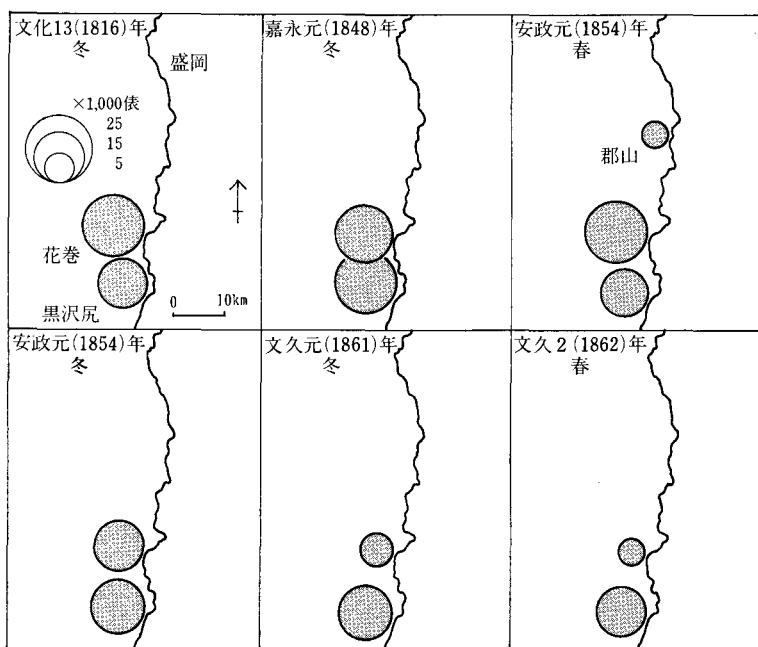 文化13(1816)年
冬
盛岡
×1,000俵
25
15
5
花巻
黒沢尻
0 10km
嘉永元(1848)年
冬
安政元(1854)年
春
郡山
安政元(1854)年
冬
文久元(1861)年
冬
文久2(1862)年
春